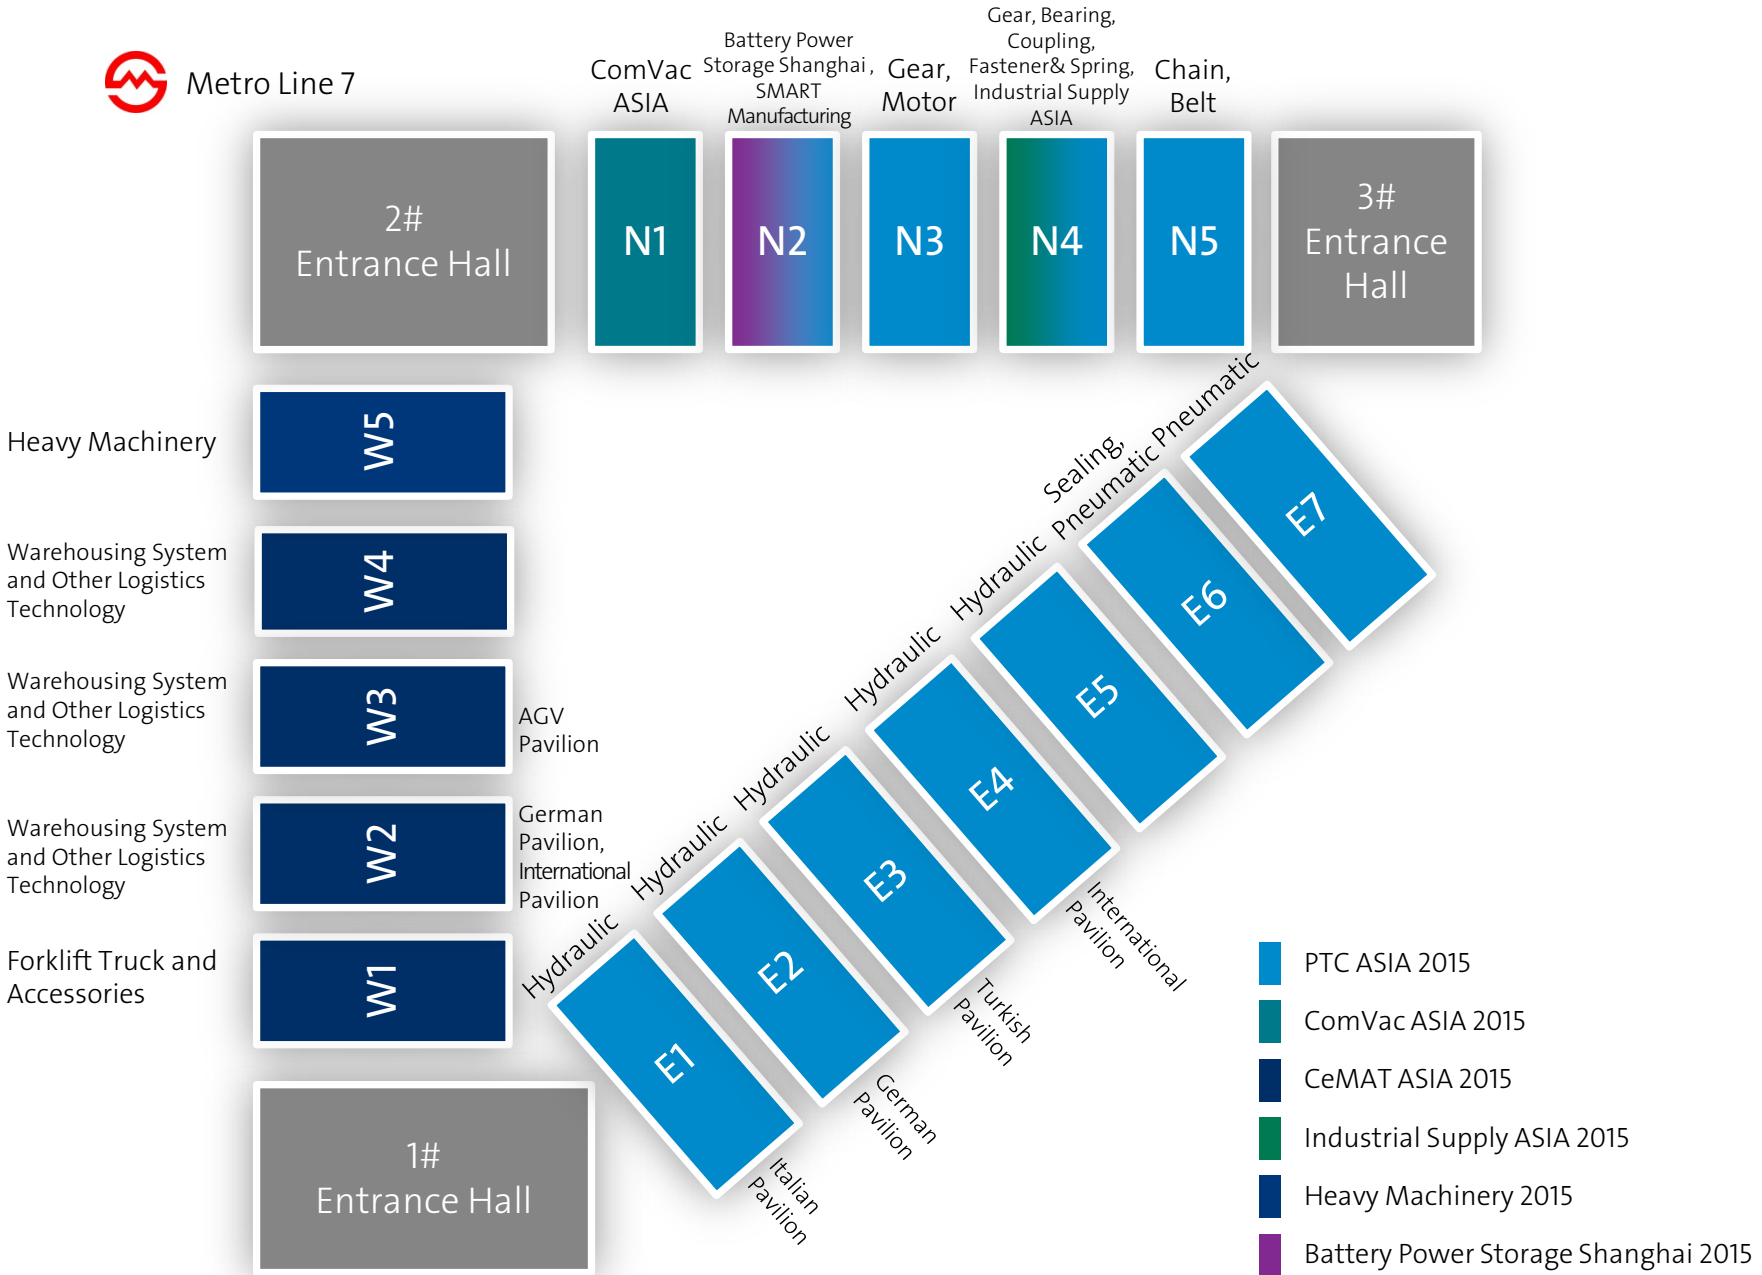 Metro Line 7
ComVac
ASIA
Battery Power
Storage Shanghai,
SMART
Manufacturing
Gear,
Motor
Gear, Bearing,
Coupling,
Fastener& Spring,
Industrial Supply
ASIA
Chain,
Belt
2#
Entrance Hall
N1
N2
N3
N4
N5
3#
Entrance
Hall
Heavy Machinery
W5
Warehousing System
and Other Logistics
Technology
W4
Warehousing System
and Other Logistics
Technology
W3
AGV
Pavilion
Warehousing System
and Other Logistics
Technology
W2
German
Pavilion,
International
Pavilion
Forklift Truck and
Accessories
W1
1#
Entrance Hall
Hydraulic
E1
Italian
Pavilion
Hydraulic
E2
German
Pavilion
Hydraulic
E3
Turkish
Pavilion
Hydraulic
E4
International
Pavilion
Hydraulic
E5
Sealing,
Pneumatic
E6
Pneumatic
E7
PTC ASIA 2015
ComVac ASIA 2015
CeMAT ASIA 2015
Industrial Supply ASIA 2015
Heavy Machinery 2015
Battery Power Storage Shanghai 2015